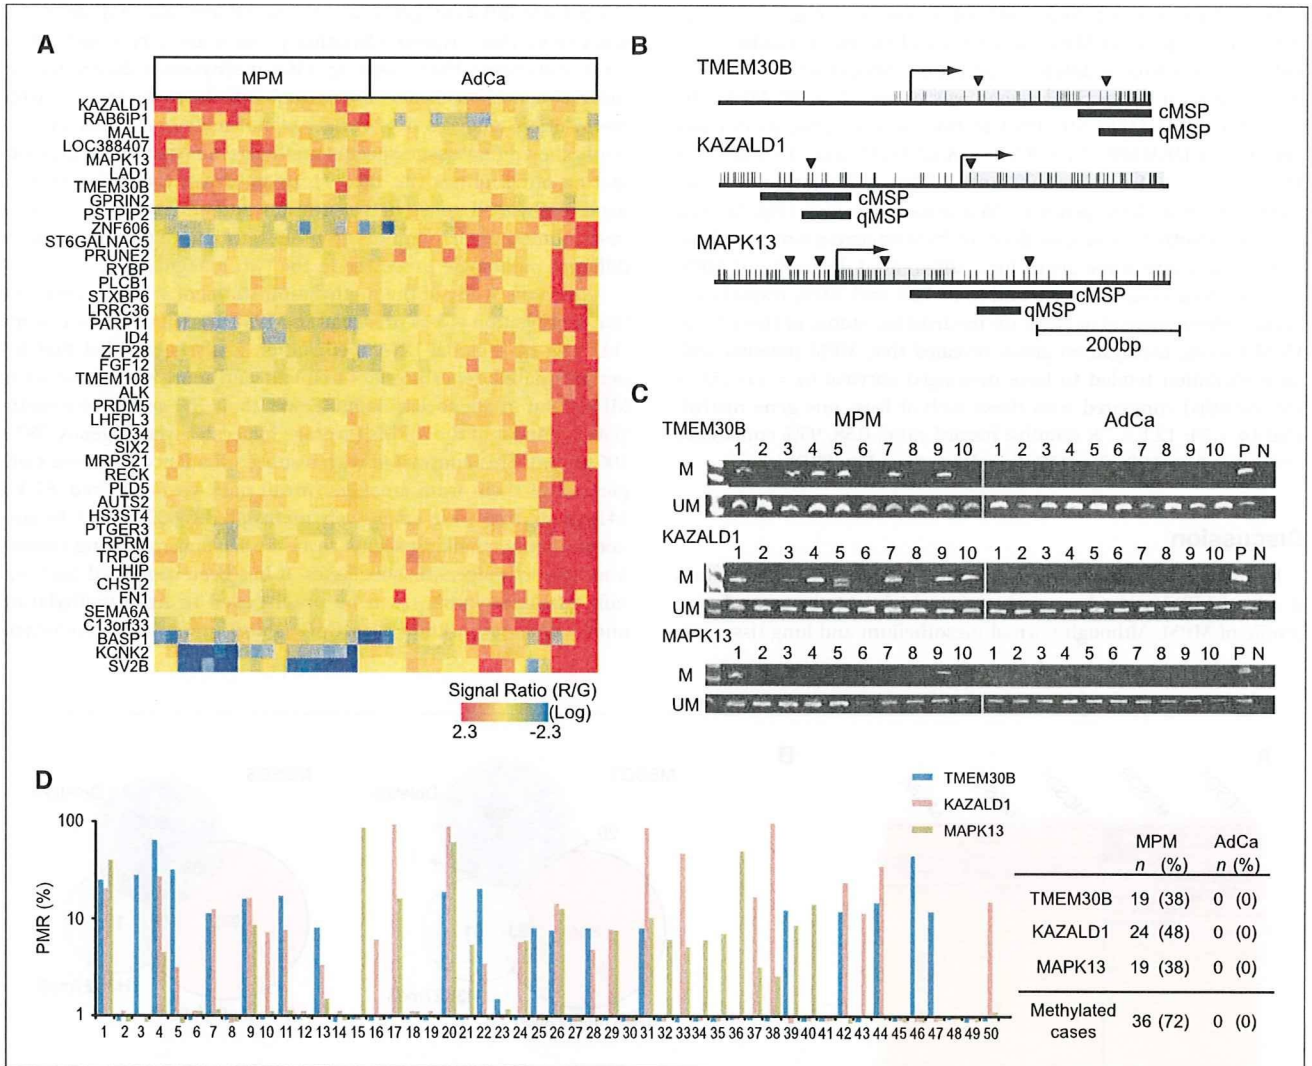 A
MPM AdCa
KAZALD1
RAB6IP1
MALL
LOC388407
MAPK13
LAD1
TMEM30B
GPRIN2
PSTPIP2
ZNF606
ST6GALNAC5
PRUNE2
RYBP
PLCB1
STXBP6
LRRC36
PARP11
ID4
ZFP28
FGF12
TMEM108
ALK
PRDM5
LHFPL3
CD34
SIX2
MRPS21
RECK
PLD5
AUTS2
HS3ST4
PTGER3
RPRM
TRPC6
HHIP
CHST2
FN1
SEMA6A
C13orf33
BASP1
KCNK2
SV2B
Signal Ratio (R/G)
(Log)
2.3 -2.3
B
TMEM30B
cMSP
qMSP
KAZALD1
cMSP
qMSP
MAPK13
cMSP
qMSP
200bp
C
MPM AdCa
TMEM30B
1 2 3 4 5 6 7 8 9 10 1 2 3 4 5 6 7 8 9 10 P N
M
UM
KAZALD1
1 2 3 4 5 6 7 8 9 10 1 2 3 4 5 6 7 8 9 10 P N
M
UM
MAPK13
1 2 3 4 5 6 7 8 9 10 1 2 3 4 5 6 7 8 9 10 P N
M
UM
D
TMEM30B
KAZALD1
MAPK13
PMR (%)
100
10
1
1 2 3 4 5 6 7 8 9 10 11 12 13 14 15 16 17 18 19 20 21 22 23 24 25 26 27 28 29 30 31 32 33 34 35 36 37 38 39 40 41 42 43 44 45 46 47 48 49 50
MPM AdCa
n (%) n (%)
TMEM30B 19 (38) 0 (0)
KAZALD1 24 (48) 0 (0)
MAPK13 19 (38) 0 (0)
Methylated cases 36 (72) 0 (0)